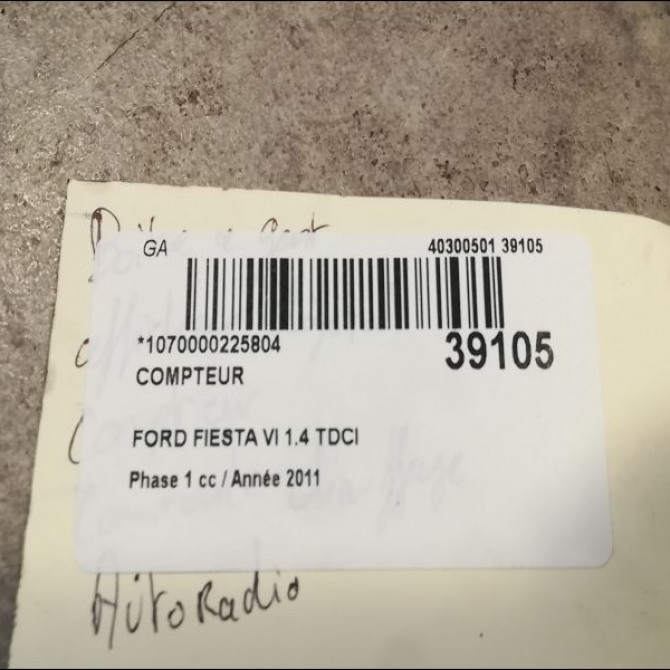 GA 40300501 39105
*1070000225804 39105
COMPTEUR
FORD FIESTA VI 1.4 TDCI
Phase 1 cc / Année 2011
AutoRadio